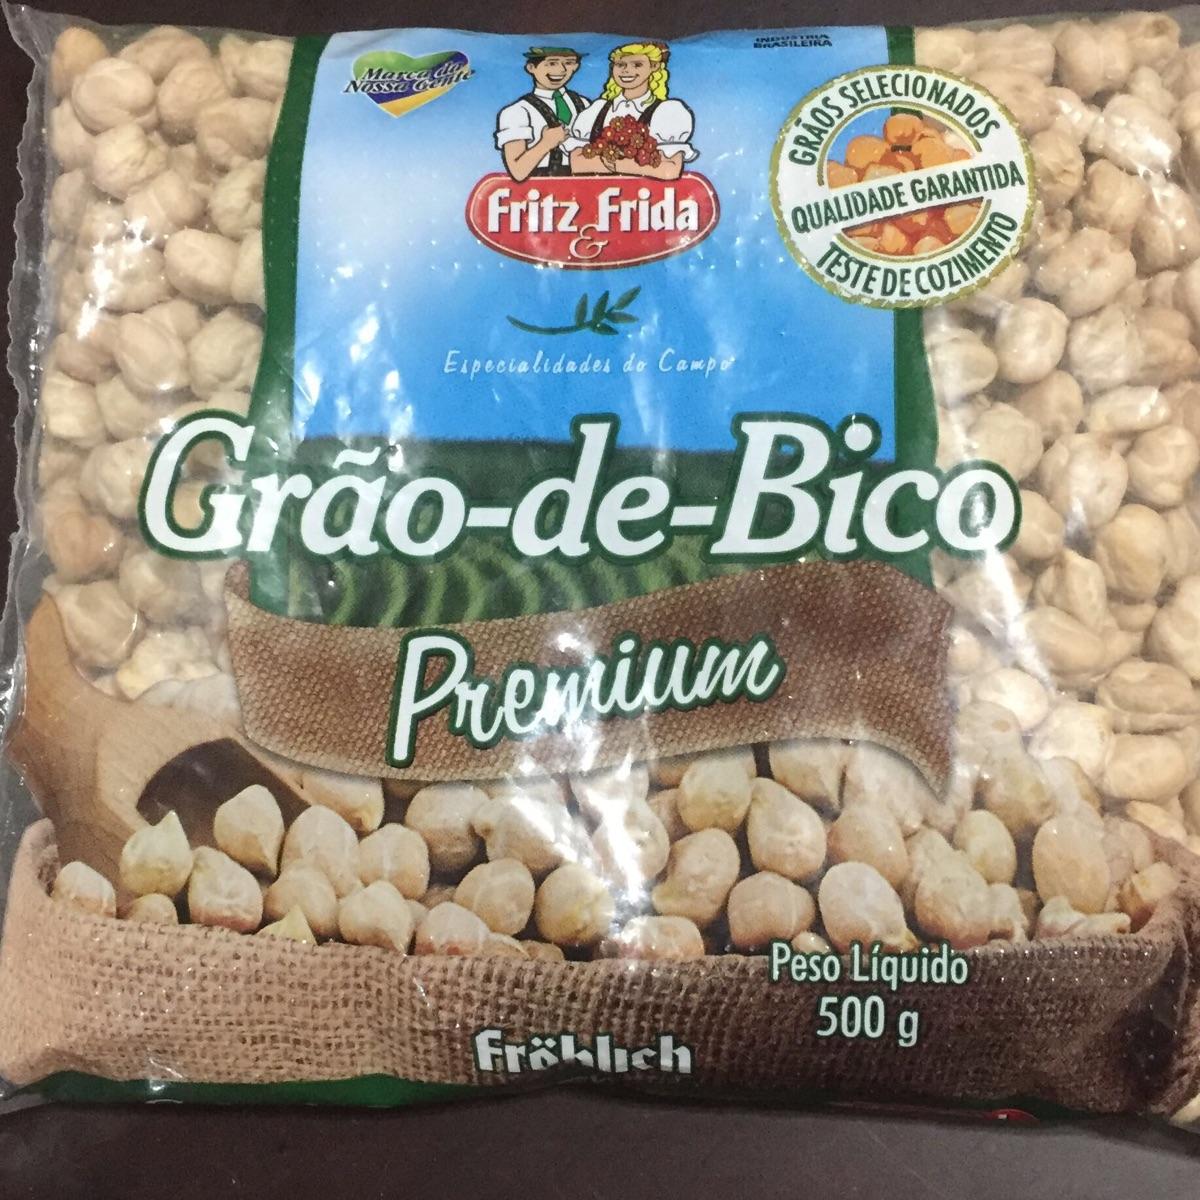 INDÚSTRIA
BRASILEIRA
Marca da
Nossa Gente
Fritz & Frida
GRÃOS SELECIONADOS
QUALIDADE GARANTIDA
TESTE DE COZIMENTO
Especialidades do Campo
Grão-de-Bico
Premium
Peso Líquido
500 g
Fröhlich